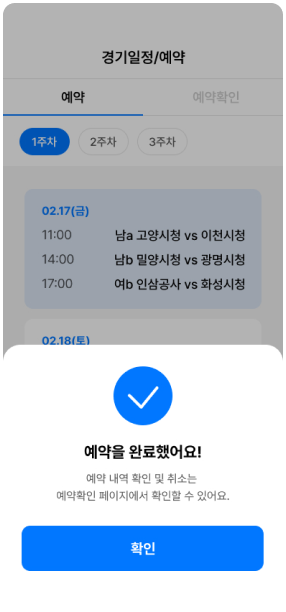 경기일정/예약
예약 예약확인
1주차 2주차 3주차
02.17(금)
11:00 남a 고양시청 vs 이천시청
14:00 남b 밀양시청 vs 광명시청
17:00 여b 인삼공사 vs 화성시청
02.18(토)
예약을 완료했어요!
예약 내역 확인 및 취소는
예약확인 페이지에서 확인할 수 있어요.
확인